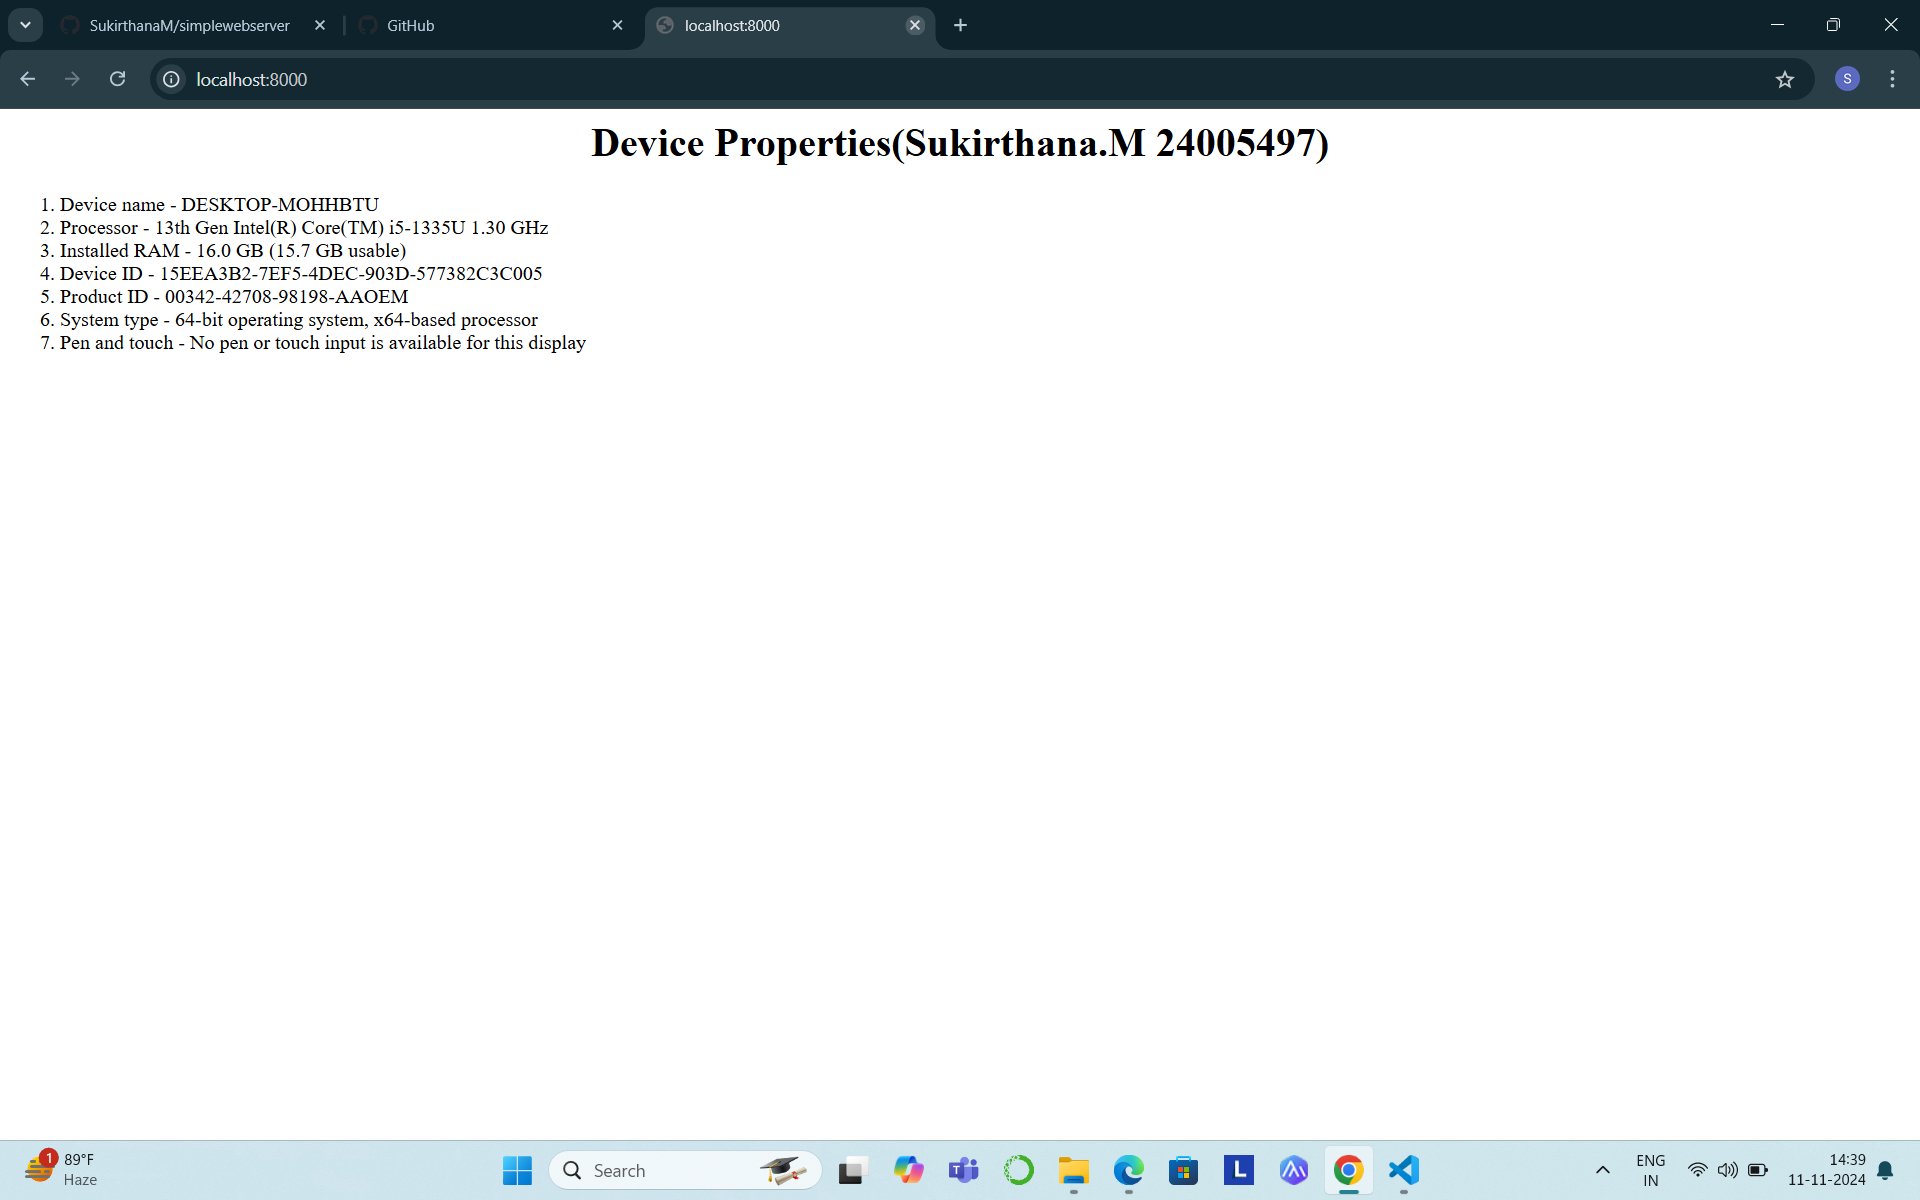 SukirthanaM/simplewebserver
GitHub
localhost:8000
localhost:8000
S
Device Properties(Sukirthana.M 24005497)
1. Device name - DESKTOP-MOHHBTU
2. Processor - 13th Gen Intel(R) Core(TM) i5-1335U 1.30 GHz
3. Installed RAM - 16.0 GB (15.7 GB usable)
4. Device ID - 15EEA3B2-7EF5-4DEC-903D-577382C3C005
5. Product ID - 00342-42708-98198-AAOEM
6. System type - 64-bit operating system, x64-based processor
7. Pen and touch - No pen or touch input is available for this display
1
89°F
Haze
Search
T
L
ENG
IN
14:39
11-11-2024